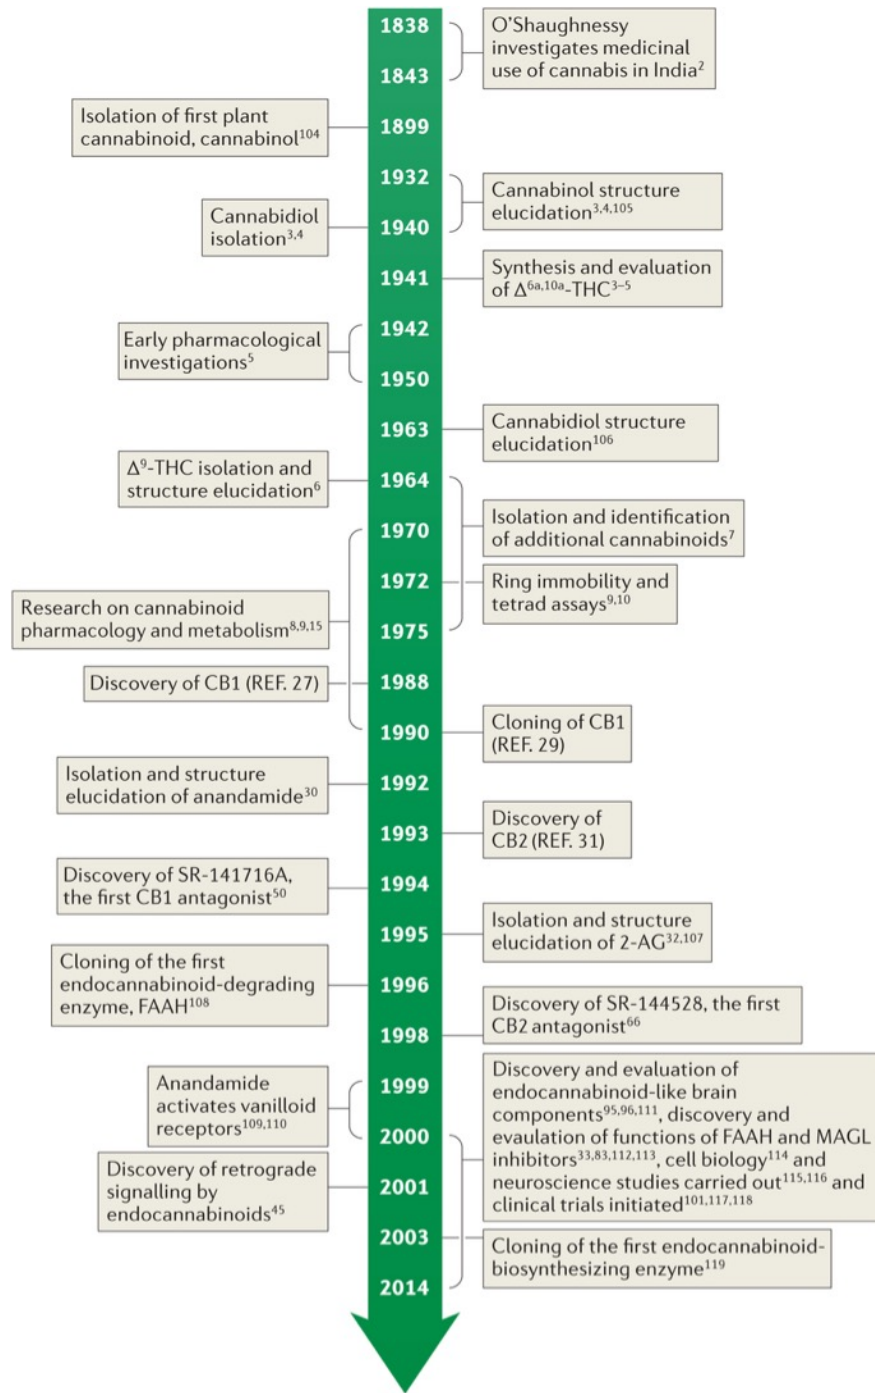 1838
O’Shaughnessy
investigates medicinal
use of cannabis in India²
1843
Isolation of first plant
cannabinoid, cannabinol¹⁰⁴
1899
1932
Cannabinol structure
elucidation³,⁴,¹⁰⁵
Cannabidiol
isolation³,⁴
1940
1941
Synthesis and evaluation
of Δ⁶ᵃ,¹⁰ᵃ-THC³⁻⁵
1942
Early pharmacological
investigations⁵
1950
1963
Cannabidiol structure
elucidation¹⁰⁶
Δ⁹-THC isolation and
structure elucidation⁶
1964
Isolation and identification
of additional cannabinoids⁷
1970
1972
Ring immobility and
tetrad assays⁹,¹⁰
Research on cannabinoid
pharmacology and metabolism⁸,⁹,¹⁵
1975
Discovery of CB1 (REF. 27)
1988
1990
Cloning of CB1
(REF. 29)
Isolation and structure
elucidation of anandamide³⁰
1992
1993
Discovery of
CB2 (REF. 31)
Discovery of SR-141716A,
the first CB1 antagonist⁵⁰
1994
1995
Isolation and structure
elucidation of 2-AG³²,¹⁰⁷
Cloning of the first
endocannabinoid-degrading
enzyme, FAAH¹⁰⁸
1996
1998
Discovery of SR-144528, the first
CB2 antagonist⁶⁶
1999
Anandamide
activates vanilloid
receptors¹⁰⁹,¹¹⁰
2000
Discovery and evaluation of
endocannabinoid-like brain
components⁹⁵,⁹⁶,¹¹¹, discovery and
evaulation of functions of FAAH and MAGL
inhibitors³³,⁸³,¹¹²,¹¹³, cell biology¹¹⁴ and
neuroscience studies carried out¹¹⁵,¹¹⁶ and
clinical trials initiated¹⁰¹,¹¹⁷,¹¹⁸
Discovery of retrograde
signalling by
endocannabinoids⁴⁵
2001
2003
Cloning of the first endocannabinoid-
biosynthesizing enzyme¹¹⁹
2014